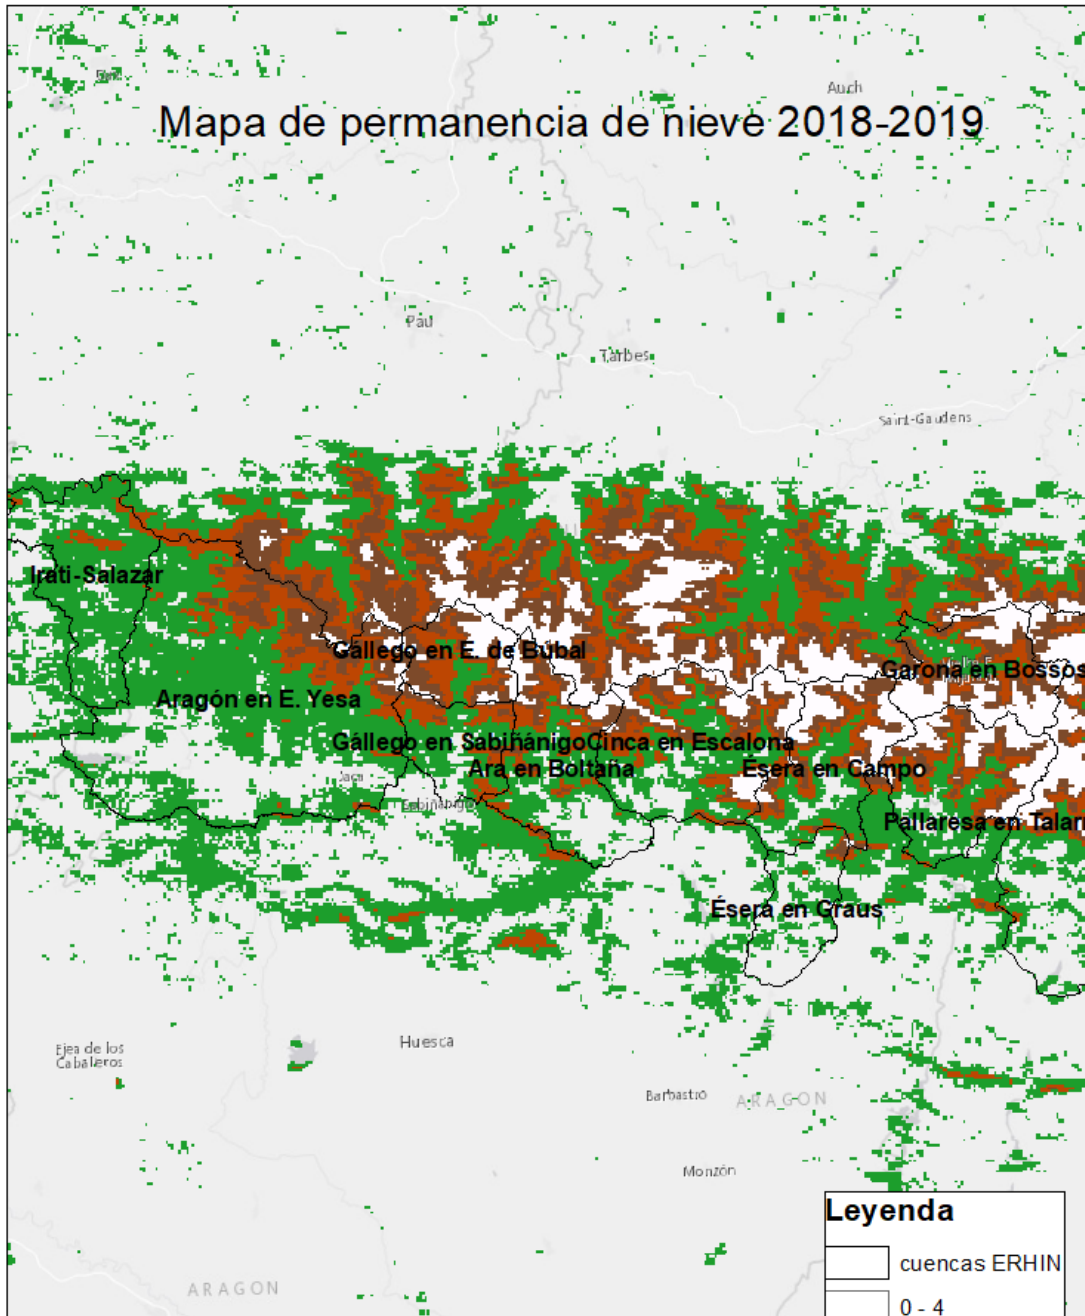 Auch
Mapa de permanencia de nieve 2018-2019
Pau
Tarbes
Saint-Gaudens
Irati-Salazar
Gállego en E. de Búbal
Garona en Bossos
Aragón en E. Yesa
Gállego en Sabiñánigo
Cinca en Escalona
Ara en Boltaña
Ésera en Campo
Jaca
Sabiñánigo
Pallaresa en Talarn
Ésera en Graus
Huesca
Ejea de los
Caballeros
Barbastro
ARAGON
Monzón
Leyenda
cuencas ERHIN
ARAGON
0 - 4